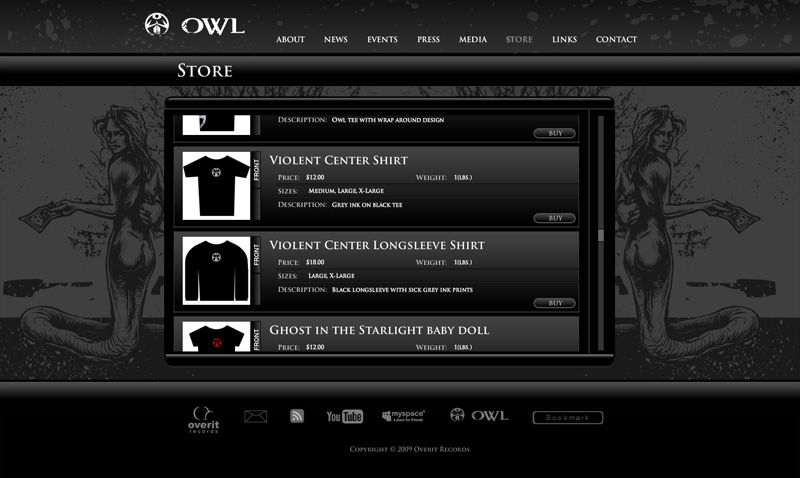 OWL
ABOUT NEWS EVENTS PRESS MEDIA STORE LINKS CONTACT
STORE
DESCRIPTION: OWL TEE WITH WRAP AROUND DESIGN
BUY
FRONT
VIOLENT CENTER SHIRT
PRICE: $12.00 WEIGHT: 1(LBS.)
SIZES: MEDIUM, LARGE, X-LARGE
DESCRIPTION: GREY INK ON BLACK TEE
BUY
FRONT
VIOLENT CENTER LONGSLEEVE SHIRT
PRICE: $18.00 WEIGHT: 1(LBS.)
SIZES: LARGE, X-LARGE
DESCRIPTION: BLACK LONGSLEEVE WITH SICK GREY INK PRINTS
BUY
FRONT
GHOST IN THE STARLIGHT BABY DOLL
PRICE: $12.00 WEIGHT: 1(LBS.)
overit
records
YouTube
myspace
a place for friends
OWL
Bookmark
COPYRIGHT © 2009 OVERIT RECORDS